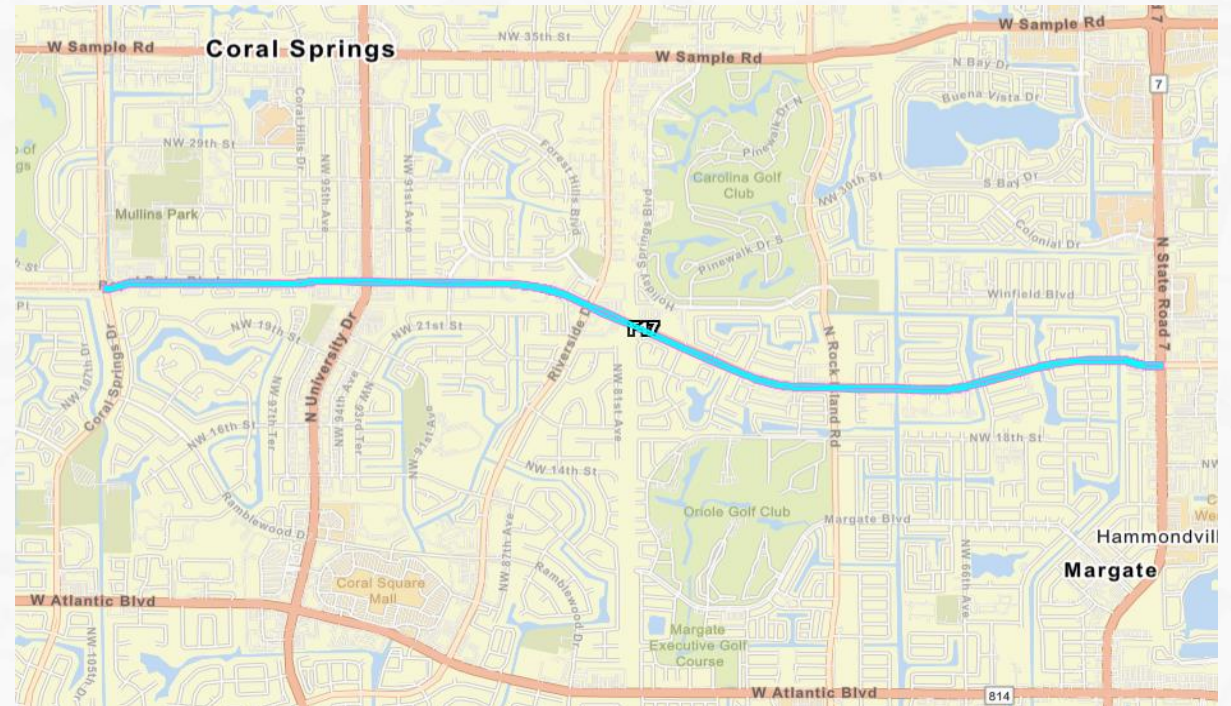 W Sample Rd
Coral Springs
NW 35th St
W Sample Rd
W Sample Rd
7
N Bay Dr
Buena Vista Dr
Coral Hills Dr
NW 29th St
NW 95th Ave
NW 91st Ave
Forest Hills Blvd
Pinewalk Dr N
Carolina Golf
Club
NW 30th St
S Bay Dr
Mullins Park
Colonial Dr
Pinewalk Dr S
Holiday Springs Blvd
N State Road 7
Winfield Blvd
Pl
F17
NW 19th St
NW 21st St
N University Dr
Riverside D
NW 107th Dr
Coral Springs Dr
NW 97th Ter
NW 94th Ave
NW 93rd Ter
NW 91st Ave
NW 81st Ave
N Rock Island Rd
NW 16th St
NW 18th St
NW 14th St
Ramblewood D
Oriole Golf Club
Margate Blvd
Hammondvil
NW 87th Ave
NW 66th Ave
Margate
Coral Square
Mall
Ramblewood Dr
W Atlantic Blvd
Margate
Executive Golf
Course
NW 105th Dr
W Atlantic Blvd
814